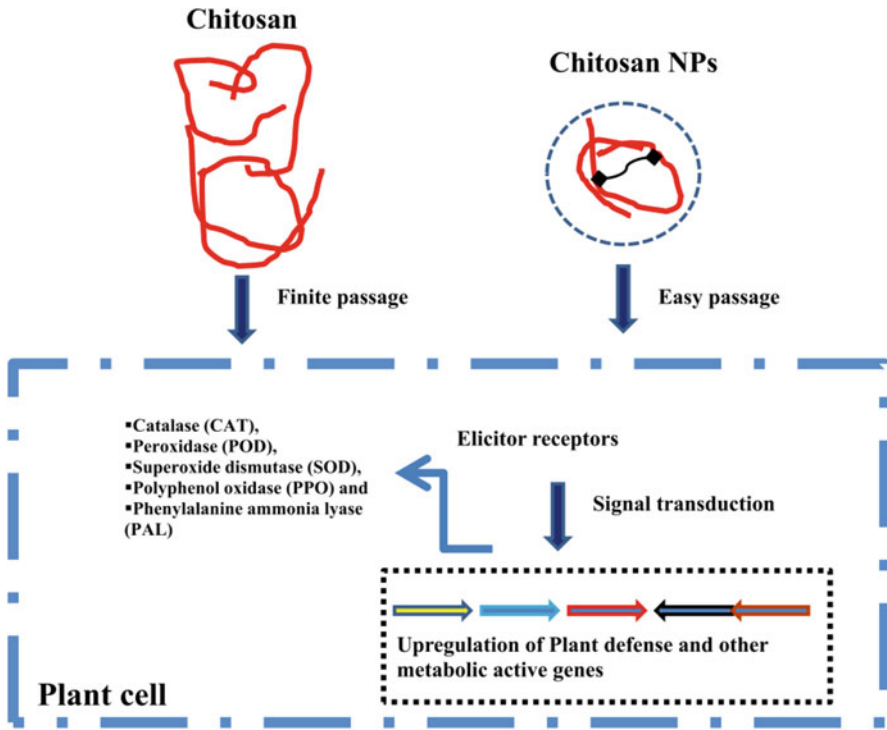 Chitosan
Chitosan NPs
Finite passage
Easy passage
▪Catalase (CAT),
▪Peroxidase (POD),
▪Superoxide dismutase (SOD),
▪Polyphenol oxidase (PPO) and
▪Phenylalanine ammonia lyase
(PAL)
Elicitor receptors
Signal transduction
Upregulation of Plant defense and other
metabolic active genes
Plant cell